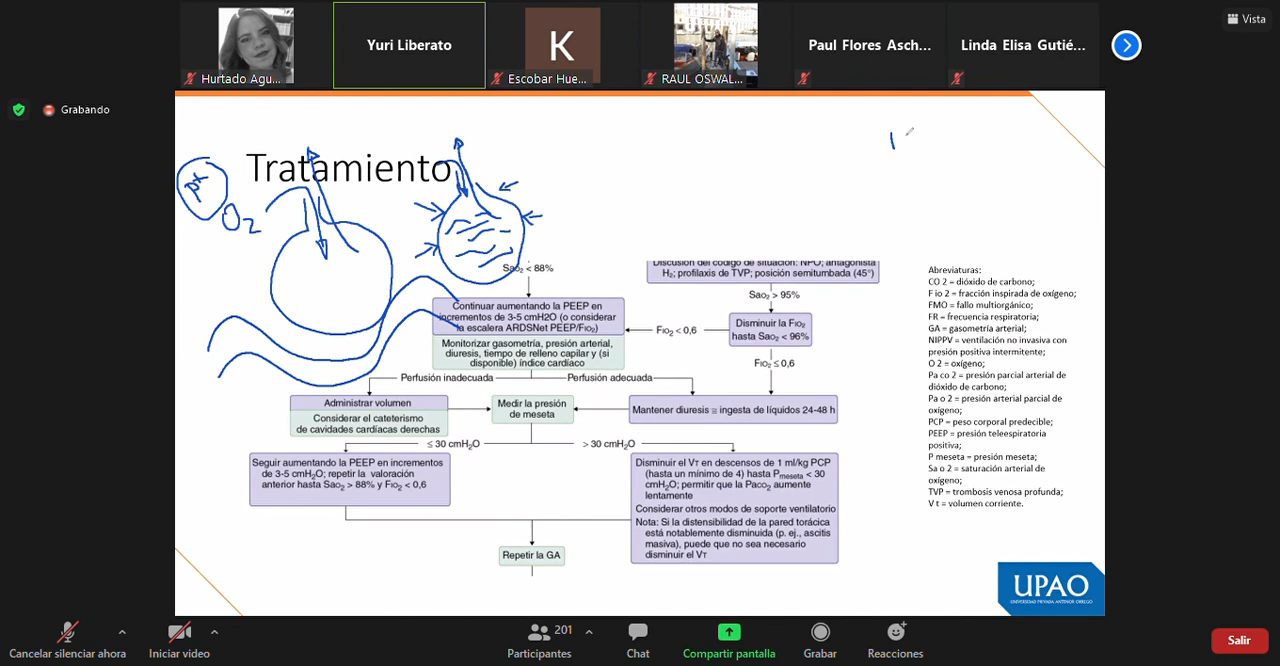 Vista
Hurtado Agu...
Yuri Liberato
K
Escobar Hue...
RAUL OSWAL...
Paul Flores Asch...
Linda Elisa Gutié...
Grabando
Tratamiento
px
O2
Sao₂ < 88%
Continuar aumentando la PEEP en
incrementos de 3-5 cmH2O (o considerar
la escalera ARDSNet PEEP/FIO₂)
Monitorizar gasometría, presión arterial,
diuresis, tiempo de relleno capilar y (si
disponible) índice cardíaco
Discusión del código de situación: NPO; antagonista
H₂; profilaxis de TVP; posición semitumbada (45°)
Sao₂ > 95%
Disminuir la FIO₂
hasta Sao₂ < 96%
FIO₂ < 0,6
FIO₂ ≤ 0,6
Perfusión inadecuada
Perfusión adecuada
Administrar volumen
Considerar el cateterismo
de cavidades cardíacas derechas
Medir la presión
de meseta
Mantener diuresis ≅ ingesta de líquidos 24-48 h
≤ 30 cmH₂O
> 30 cmH₂O
Seguir aumentando la PEEP en incrementos
de 3-5 cmH₂O; repetir la valoración
anterior hasta Sao₂ > 88% y FIO₂ < 0,6
Disminuir el VT en descensos de 1 ml/kg PCP
(hasta un mínimo de 4) hasta Pmeseta < 30
cmH₂O; permitir que la Paco₂ aumente
lentamente
Considerar otros modos de soporte ventilatorio
Nota: Si la distensibilidad de la pared torácica
está notablemente disminuida (p. ej., ascitis
masiva), puede que no sea necesario
disminuir el VT
Repetir la GA
Abreviaturas:
CO 2 = dióxido de carbono;
F io 2 = fracción inspirada de oxígeno;
FMO = fallo multiorgánico;
FR = frecuencia respiratoria;
GA = gasometría arterial;
NIPPV = ventilación no invasiva con
presión positiva intermitente;
O 2 = oxígeno;
Pa co 2 = presión parcial arterial de
dióxido de carbono;
Pa o 2 = presión arterial parcial de
oxígeno;
PCP = peso corporal predecible;
PEEP = presión teleespiratoria
positiva;
P meseta = presión meseta;
Sa o 2 = saturación arterial de
oxígeno;
TVP = trombosis venosa profunda;
V t = volumen corriente.
UPAO
UNIVERSIDAD PRIVADA ANTENOR ORREGO
Cancelar silenciar ahora
Iniciar video
201
Participantes
Chat
Compartir pantalla
Grabar
Reacciones
Salir